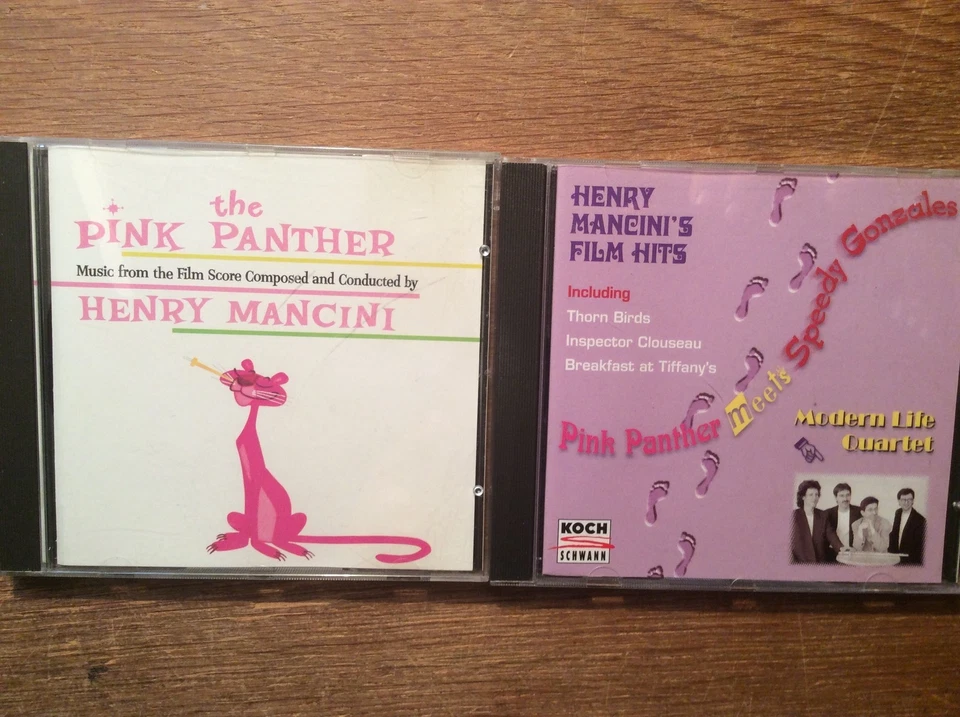 the
PINK PANTHER
Music from the Film Score Composed and Conducted by
HENRY MANCINI
HENRY
MANCINI'S
FILM HITS
Including
Thorn Birds
Inspector Clouseau
Breakfast at Tiffany's
Pink Panther meets Speedy Gonzales
Modern Life
Quartet
KOCH
SCHWANN